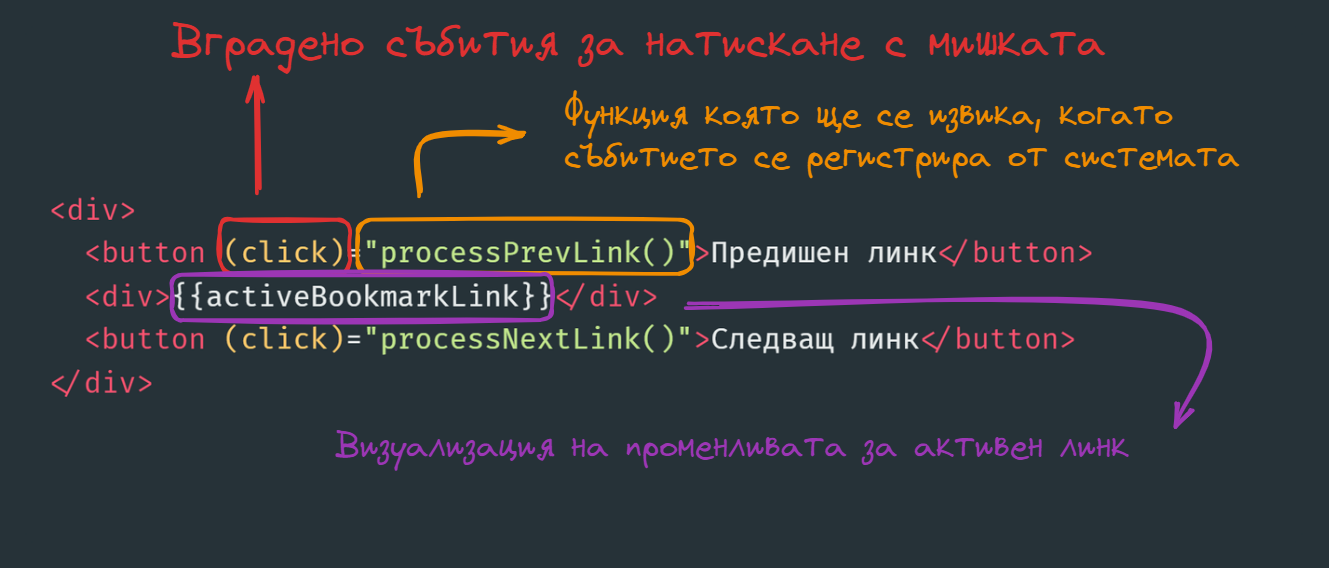 Вградено събития за натискане с мишката
Функция която ще се извика, когато
събитието се регистрира от системата
<div>
<button (click)="processPrevLink()">Предишен линк</button>
<div>{{activeBookmarkLink}}</div>
<button (click)="processNextLink()">Следващ линк</button>
</div>
Визуализация на променливата за активен линк